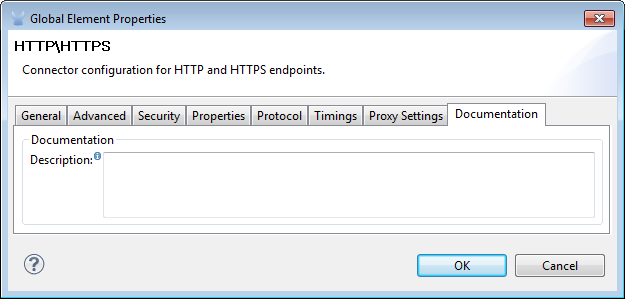 Global Element Properties
HTTP\HTTPS
Connector configuration for HTTP and HTTPS endpoints.
General Advanced Security Properties Protocol Timings Proxy Settings Documentation
Documentation
Description:
OK Cancel